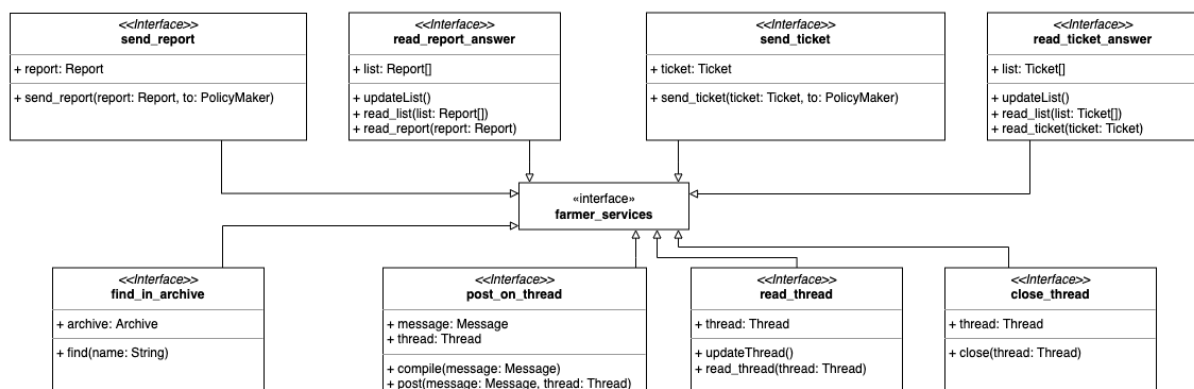 <<Interface>>
send_report
+ report: Report
+ send_report(report: Report, to: PolicyMaker)
<<Interface>>
read_report_answer
+ list: Report[]
+ updateList()
+ read_list(list: Report[])
+ read_report(report: Report)
<<Interface>>
send_ticket
+ ticket: Ticket
+ send_ticket(ticket: Ticket, to: PolicyMaker)
<<Interface>>
read_ticket_answer
+ list: Ticket[]
+ updateList()
+ read_list(list: Ticket[])
+ read_ticket(ticket: Ticket)
«interface»
farmer_services
<<Interface>>
find_in_archive
+ archive: Archive
+ find(name: String)
<<Interface>>
post_on_thread
+ message: Message
+ thread: Thread
+ compile(message: Message)
+ post(message: Message, thread: Thread)
<<Interface>>
read_thread
+ thread: Thread
+ updateThread()
+ read_thread(thread: Thread)
<<Interface>>
close_thread
+ thread: Thread
+ close(thread: Thread)